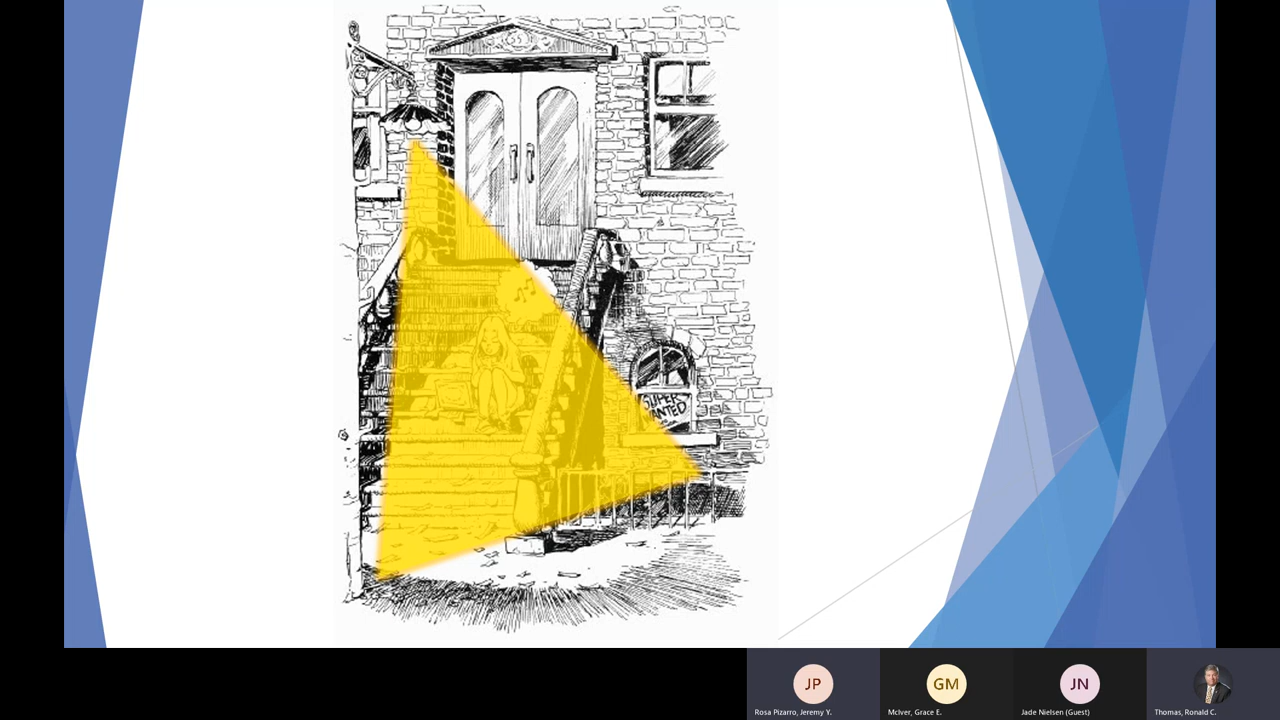 SUPER
WANTED
JP
GM
JN
Rosa Pizarro, Jeremy Y.
McIver, Grace E.
Jade Nielsen (Guest)
Thomas, Ronald C.